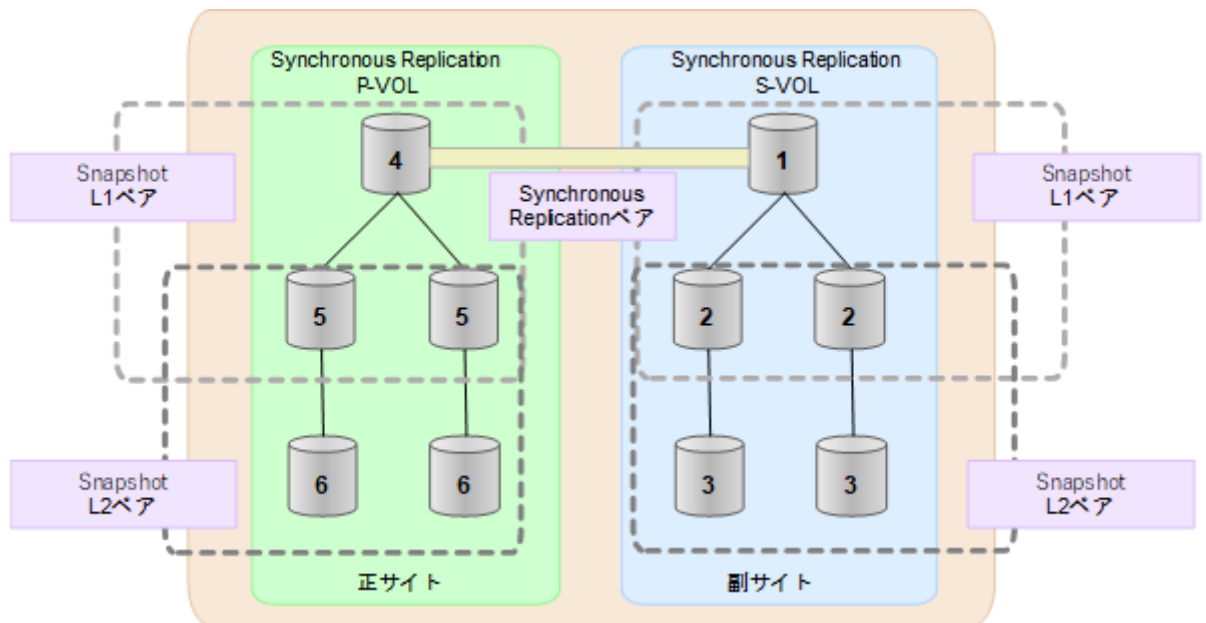 Synchronous Replication
P-VOL
Synchronous Replication
S-VOL
4
1
Snapshot
L1ペア
Synchronous
Replicationペア
Snapshot
L1ペア
5
5
2
2
6
6
3
3
Snapshot
L2ペア
Snapshot
L2ペア
正サイト
副サイト